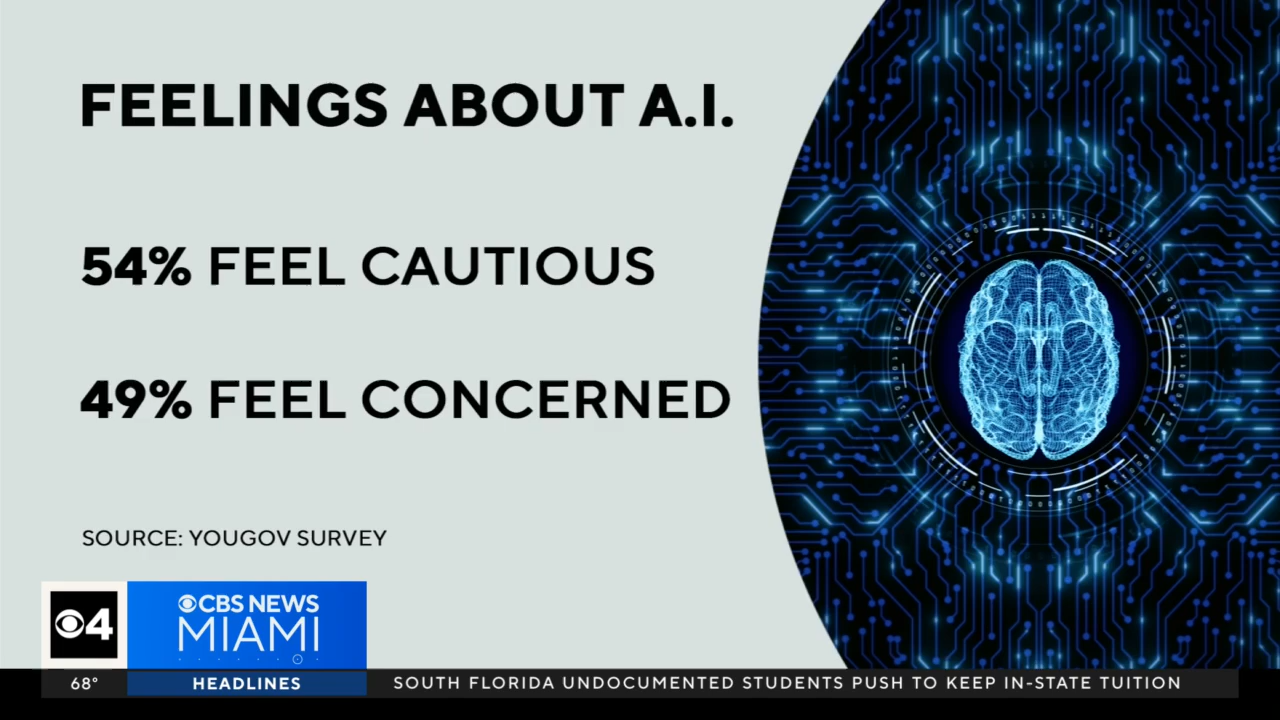 FEELINGS ABOUT A.I.
54% FEEL CAUTIOUS
49% FEEL CONCERNED
SOURCE: YOUGOV SURVEY
4
CBS NEWS
MIAMI
68°
HEADLINES
SOUTH FLORIDA UNDOCUMENTED STUDENTS PUSH TO KEEP IN-STATE TUITION